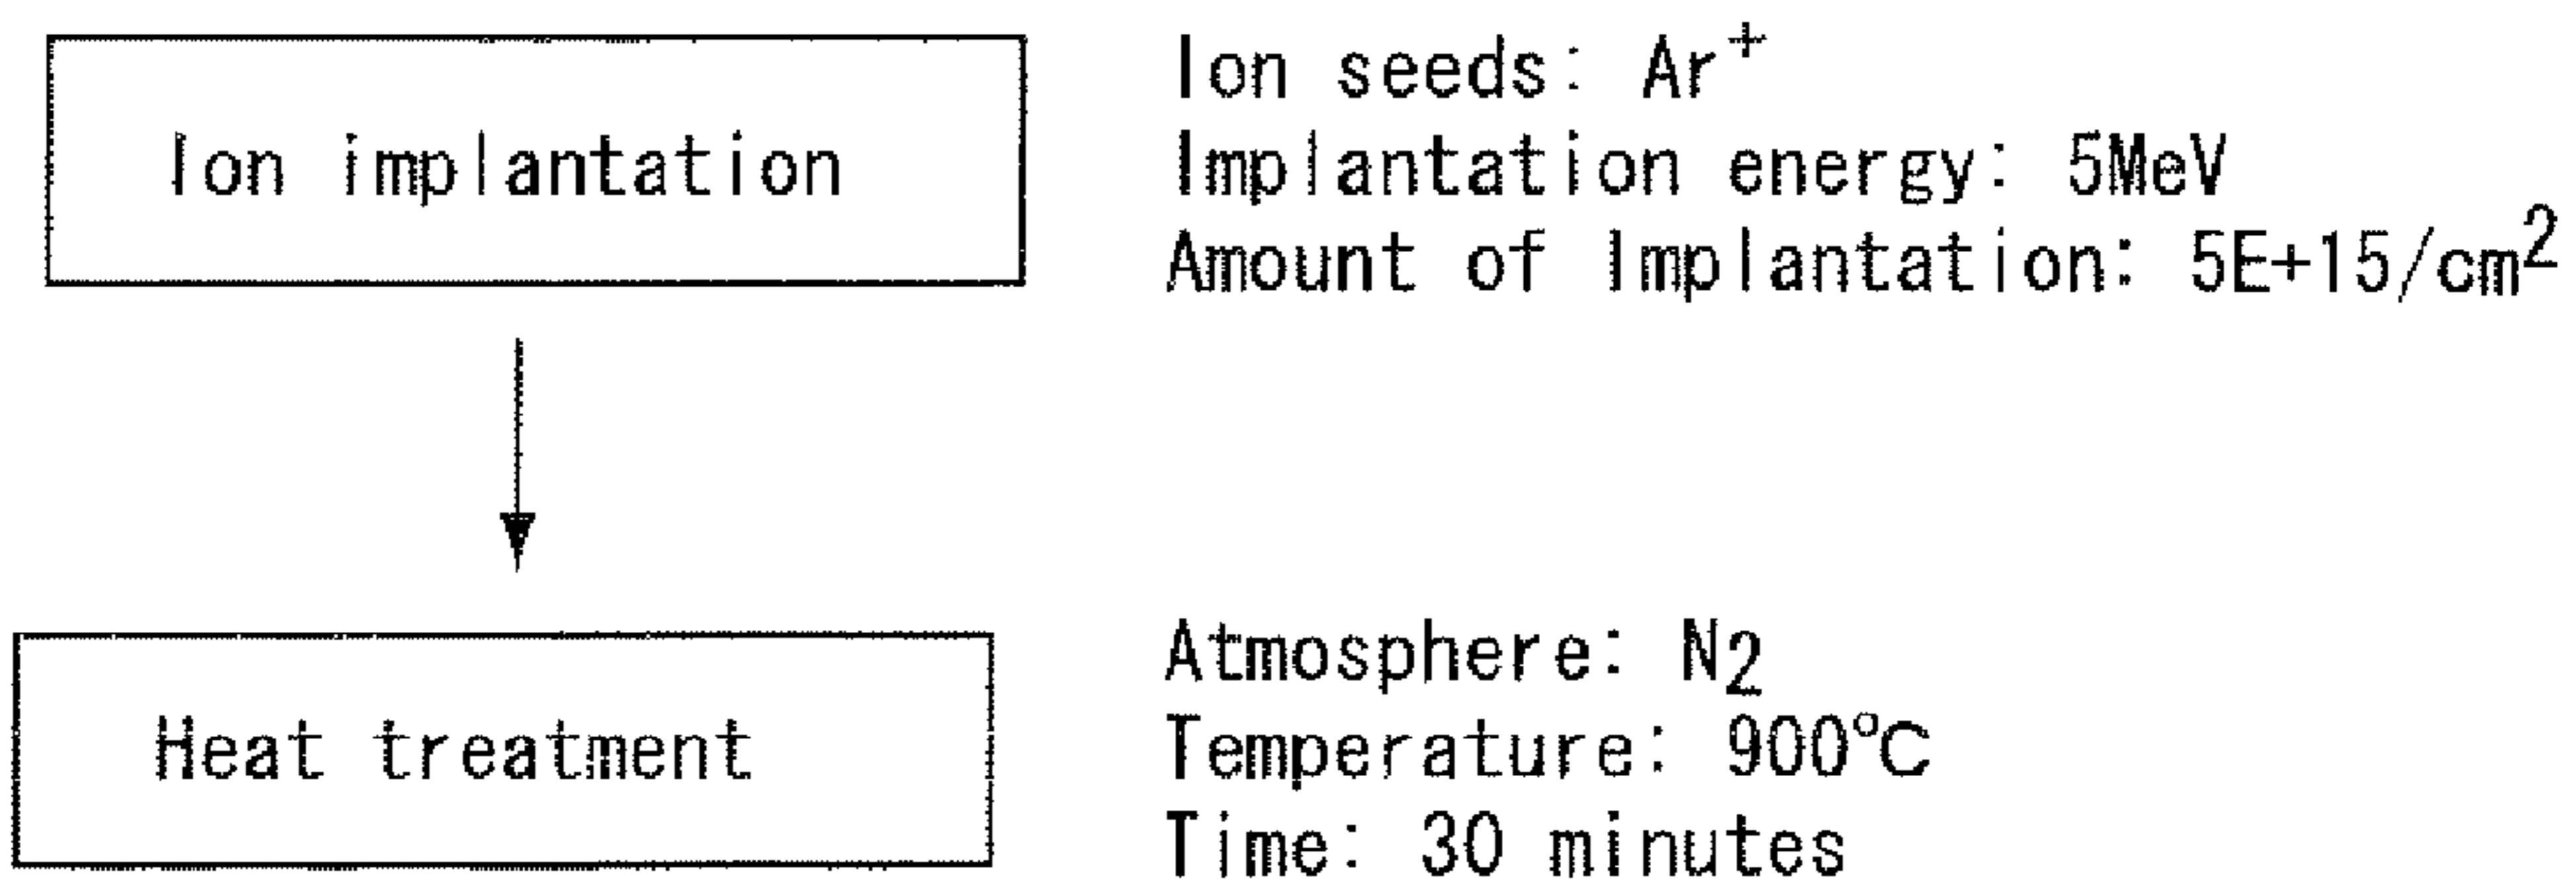 Ion implantation
Ion seeds: Ar⁺
Implantation energy: 5MeV
Amount of Implantation: 5E+15/cm²
Heat treatment
Atmosphere: N₂
Temperature: 900℃
Time: 30 minutes